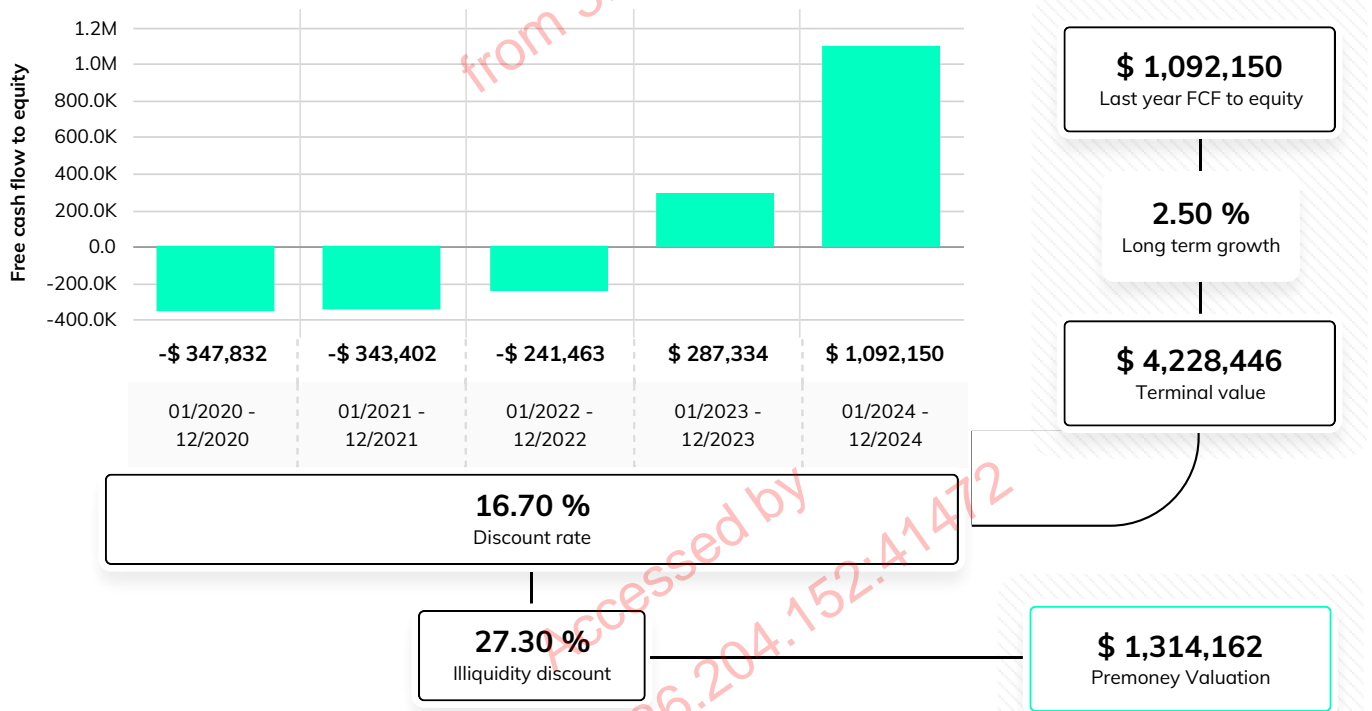 Free cash flow to equity
1.2M
1.0M
800.0K
600.0K
400.0K
200.0K
0.0
-200.0K
-400.0K
-$ 347,832
-$ 343,402
-$ 241,463
$ 287,334
$ 1,092,150
01/2020 -
12/2020
01/2021 -
12/2021
01/2022 -
12/2022
01/2023 -
12/2023
01/2024 -
12/2024
16.70 %
Discount rate
27.30 %
Illiquidity discount
$ 1,092,150
Last year FCF to equity
2.50 %
Long term growth
$ 4,228,446
Terminal value
$ 1,314,162
Premoney Valuation
Accessed by
from
6.204.152:41472